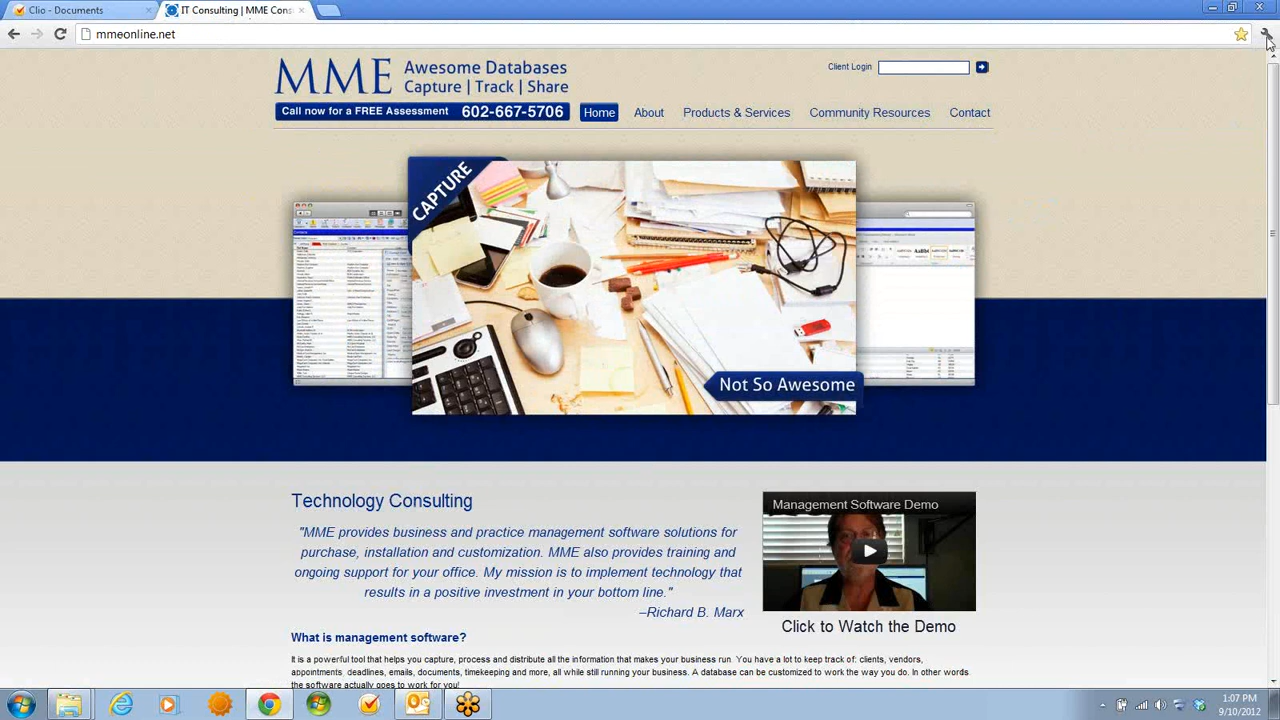 Clio - Documents
IT Consulting | MME Cons
mmeonline.net
MME
Awesome Databases
Capture | Track | Share
Client Login
Call now for a FREE Assessment 602-667-5706
Home
About
Products & Services
Community Resources
Contact
CAPTURE
Not So Awesome
Technology Consulting
"MME provides business and practice management software solutions for
purchase, installation and customization. MME also provides training and
ongoing support for your office. My mission is to implement technology that
results in a positive investment in your bottom line."
–Richard B. Marx
Management Software Demo
Click to Watch the Demo
What is management software?
It is a powerful tool that helps you capture, process and distribute all the information that makes your business run. You have a lot to keep track of: clients, vendors,
appointments, deadlines, emails, documents, timekeeping and more, all while still running your business. A database can be customized to work the way you do. In other words
the software actually goes to work for you!
1:07 PM
9/10/2012